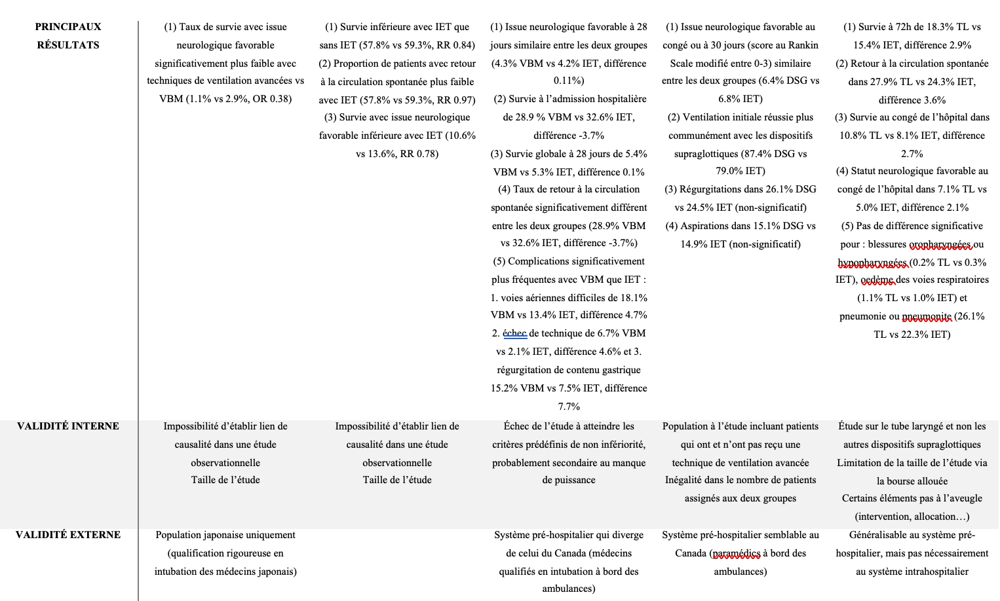 PRINCIPAUX
RÉSULTATS
(1) Taux de survie avec issue
neurologique favorable
significativement plus faible avec
techniques de ventilation avancées vs
VBM (1.1% vs 2.9%, OR 0.38)
(1) Survie inférieure avec IET que
sans IET (57.8% vs 59.3%, RR 0.84)
(2) Proportion de patients avec retour
à la circulation spontanée plus faible
avec IET (57.8% vs 59.3%, RR 0.97)
(3) Survie avec issue neurologique
favorable inférieure avec IET (10.6%
vs 13.6%, RR 0.78)
(1) Issue neurologique favorable à 28
jours similaire entre les deux groupes
(4.3% VBM vs 4.2% IET, différence
0.11%)
(2) Survie à l’admission hospitalière
de 28.9 % VBM vs 32.6% IET,
différence -3.7%
(3) Survie globale à 28 jours de 5.4%
VBM vs 5.3% IET, différence 0.1%
(4) Taux de retour à la circulation
spontanée significativement différent
entre les deux groupes (28.9% VBM
vs 32.6% IET, différence -3.7%)
(5) Complications significativement
plus fréquentes avec VBM que IET :
1. voies aériennes difficiles de 18.1%
VBM vs 13.4% IET, différence 4.7%
2. échec de technique de 6.7% VBM
vs 2.1% IET, différence 4.6% et 3.
régurgitation de contenu gastrique
15.2% VBM vs 7.5% IET, différence
7.7%
(1) Issue neurologique favorable au
congé ou à 30 jours (score au Rankin
Scale modifié entre 0-3) similaire
entre les deux groupes (6.4% DSG vs
6.8% IET)
(2) Ventilation initiale réussie plus
communément avec les dispositifs
supraglottiques (87.4% DSG vs
79.0% IET)
(3) Régurgitations dans 26.1% DSG
vs 24.5% IET (non-significatif)
(4) Aspirations dans 15.1% DSG vs
14.9% IET (non-significatif)
(1) Survie à 72h de 18.3% TL vs
15.4% IET, différence 2.9%
(2) Retour à la circulation spontanée
dans 27.9% TL vs 24.3% IET,
différence 3.6%
(3) Survie au congé de l’hôpital dans
10.8% TL vs 8.1% IET, différence
2.7%
(4) Statut neurologique favorable au
congé de l’hôpital dans 7.1% TL vs
5.0% IET, différence 2.1%
(5) Pas de différence significative
pour : blessures oropharyngées ou
hypopharyngées (0.2% TL vs 0.3%
IET), oedème des voies respiratoires
(1.1% TL vs 1.0% IET) et
pneumonie ou pneumonite (26.1%
TL vs 22.3% IET)
VALIDITÉ INTERNE
Impossibilité d’établir lien de
causalité dans une étude
observationnelle
Taille de l’étude
Impossibilité d’établir lien de
causalité dans une étude
observationnelle
Taille de l’étude
Échec de l’étude à atteindre les
critères prédéfinis de non infériorité,
probablement secondaire au manque
de puissance
Population à l’étude incluant patients
qui ont et n’ont pas reçu une
technique de ventilation avancée
Inégalité dans le nombre de patients
assignés aux deux groupes
Étude sur le tube laryngé et non les
autres dispositifs supraglottiques
Limitation de la taille de l’étude via
la bourse allouée
Certains éléments pas à l’aveugle
(intervention, allocation…)
VALIDITÉ EXTERNE
Population japonaise uniquement
(qualification rigoureuse en
intubation des médecins japonais)
Système pré-hospitalier qui diverge
de celui du Canada (médecins
qualifiés en intubation à bord des
ambulances)
Système pré-hospitalier semblable au
Canada (paramédics à bord des
ambulances)
Généralisable au système pré-
hospitalier, mais pas nécessairement
au système intrahospitalier